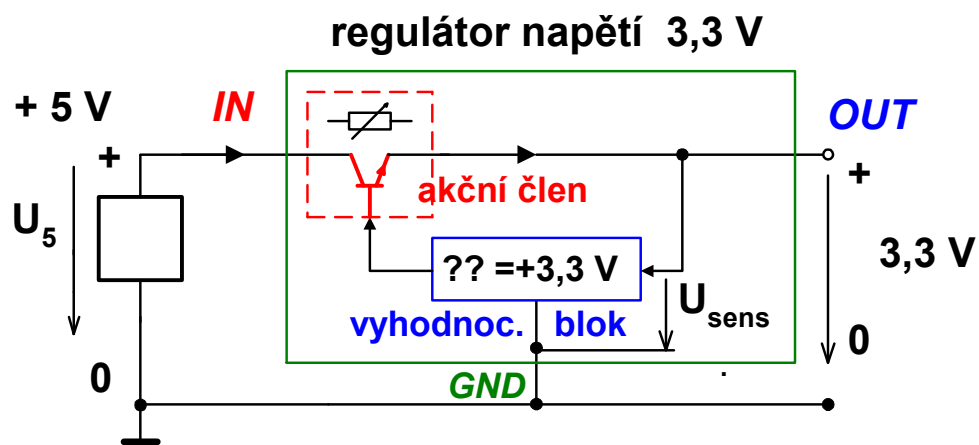 regulátor napětí 3,3 V
+ 5 V
IN
OUT
+
+
akční člen
U5
?? =+3,3 V
3,3 V
Usens
vyhodnoc. blok
0
0
GND